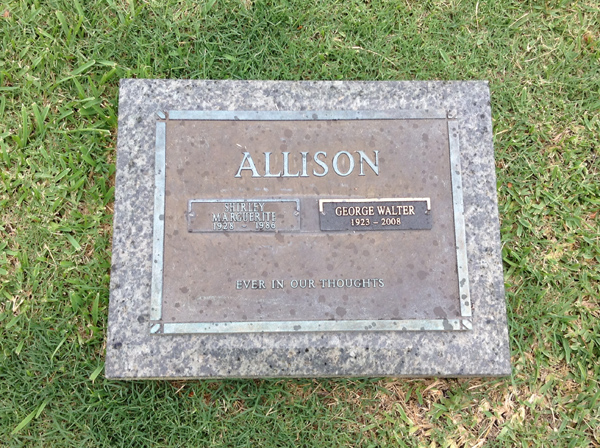 ALLISON
SHIRLEY
MARGUERITE
1928 - 1986
GEORGE WALTER
1923 - 2008
EVER IN OUR THOUGHTS